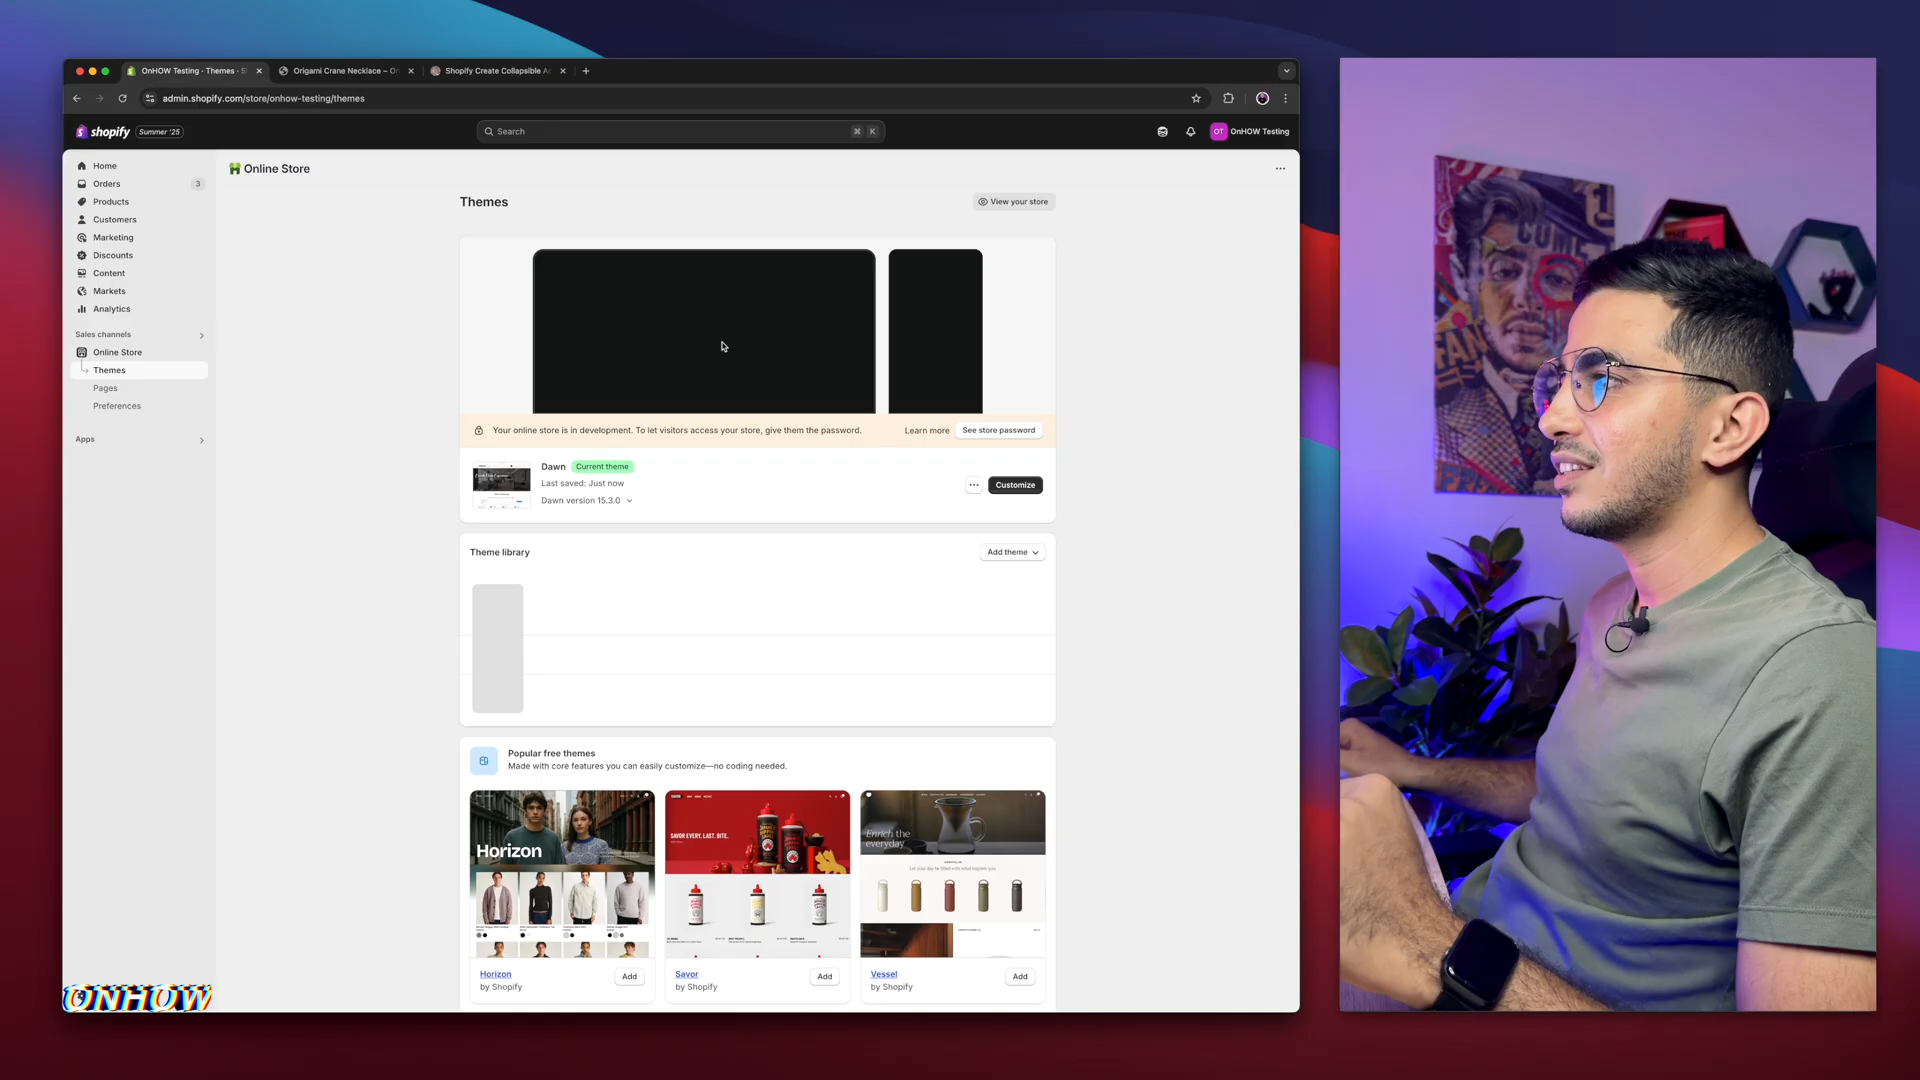 OnHOW Testing · Themes · S
Origami Crane Necklace – On
Shopify Create Collapsible Ac
admin.shopify.com/store/onhow-testing/themes
shopify
Summer '25
Search
⌘ K
OT
OnHOW Testing
Home
Orders
3
Products
Customers
Marketing
Discounts
Content
Markets
Analytics
Sales channels
Online Store
Themes
Pages
Preferences
Apps
Online Store
Themes
View your store
Your online store is in development. To let visitors access your store, give them the password.
Learn more
See store password
Dawn
Current theme
Last saved: Just now
Dawn version 15.3.0
Customize
Theme library
Add theme
Popular free themes
Made with core features you can easily customize—no coding needed.
Horizon
SAVOR EVERY. LAST. BITE.
Enrich the
everyday
Horizon
by Shopify
Add
Savor
by Shopify
Add
Vessel
by Shopify
Add
ONHOW
COME
FAN